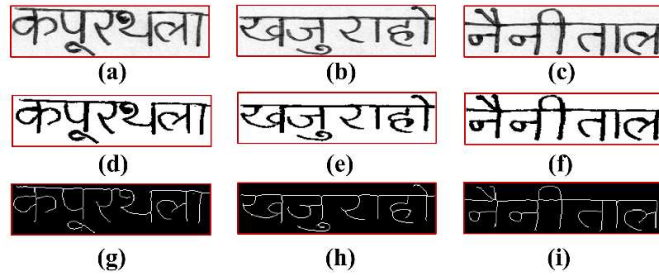 कपूरथला खजुराहो नैनीताल
(a) (b) (c)
कपूरथला खजुराहो नैनीताल
(d) (e) (f)
कपूरथला खजुराहो नैनीताल
(g) (h) (i)